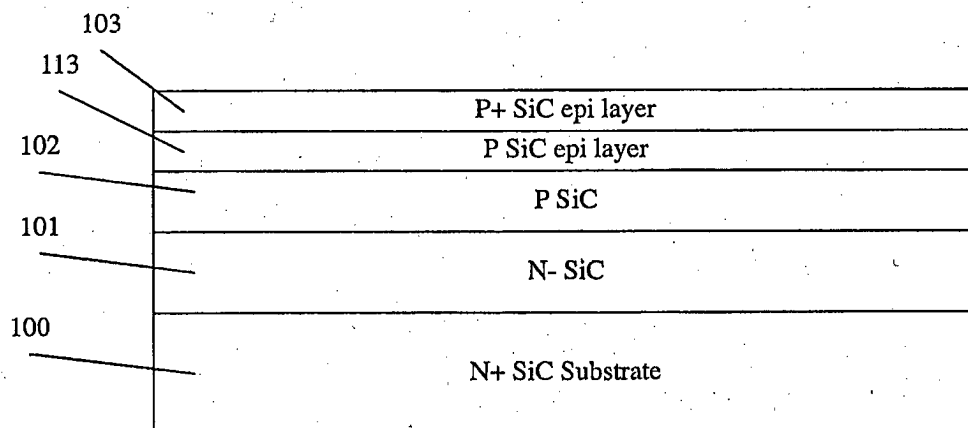 103
P+ SiC epi layer
113
P SiC epi layer
102
P SiC
101
N- SiC
100
N+ SiC Substrate